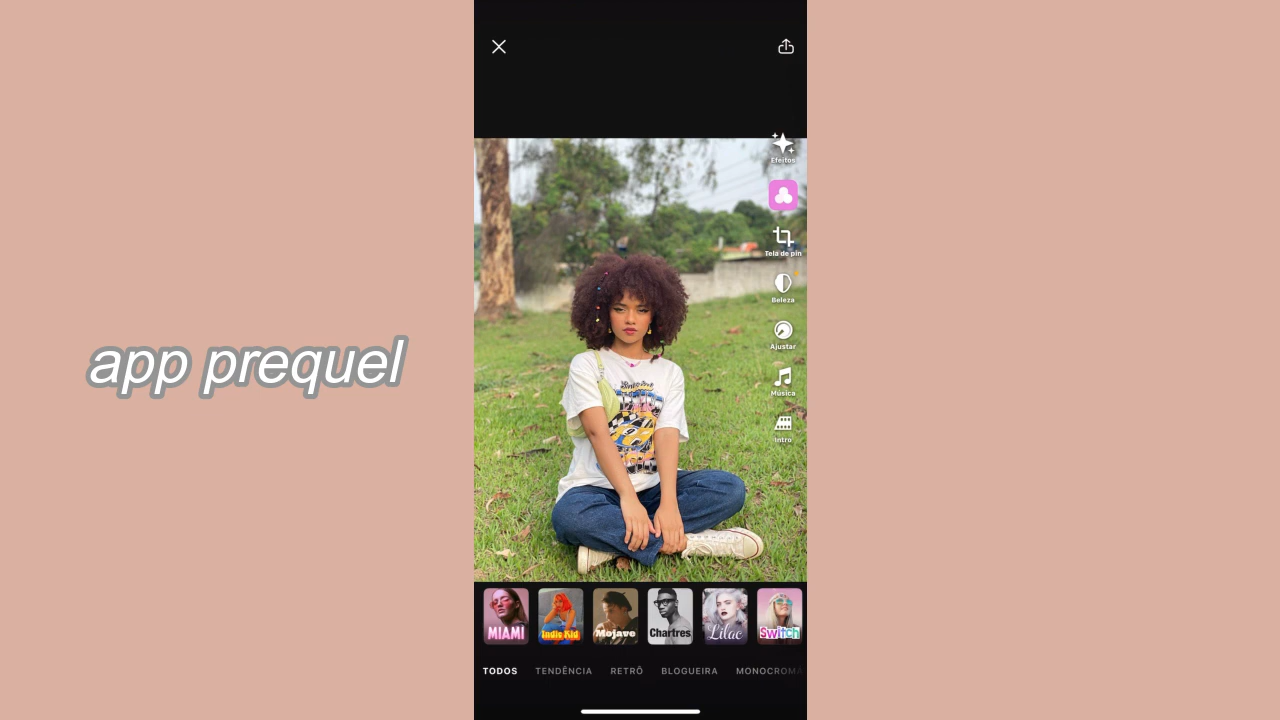 app prequel
Efeitos
Tela de pin
Beleza
Ajustar
Música
Intro
MIAMI
Indie Kid
Mojave
Chartres
Lilac
Switch
TODOS
TENDÊNCIA
RETRÔ
BLOGUEIRA
MONOCROMA